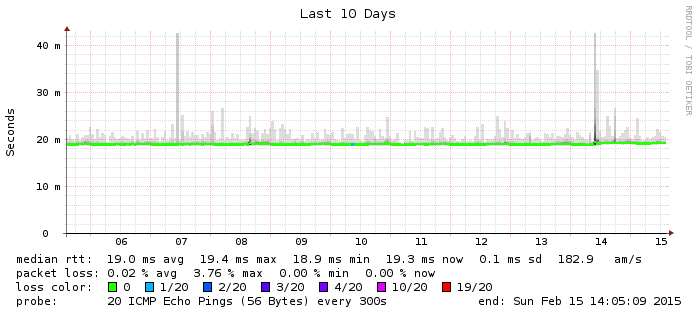 Last 10 Days
RRDTOOL / TOBI OETIKER
Seconds
40 m
30 m
20 m
10 m
0
06 07 08 09 10 11 12 13 14 15
median rtt: 19.0 ms avg 19.4 ms max 18.9 ms min 19.3 ms now 0.1 ms sd 182.9 am/s
packet loss: 0.02 % avg 3.76 % max 0.00 % min 0.00 % now
loss color: 0 1/20 2/20 3/20 4/20 10/20 19/20
probe: 20 ICMP Echo Pings (56 Bytes) every 300s end: Sun Feb 15 14:05:09 2015